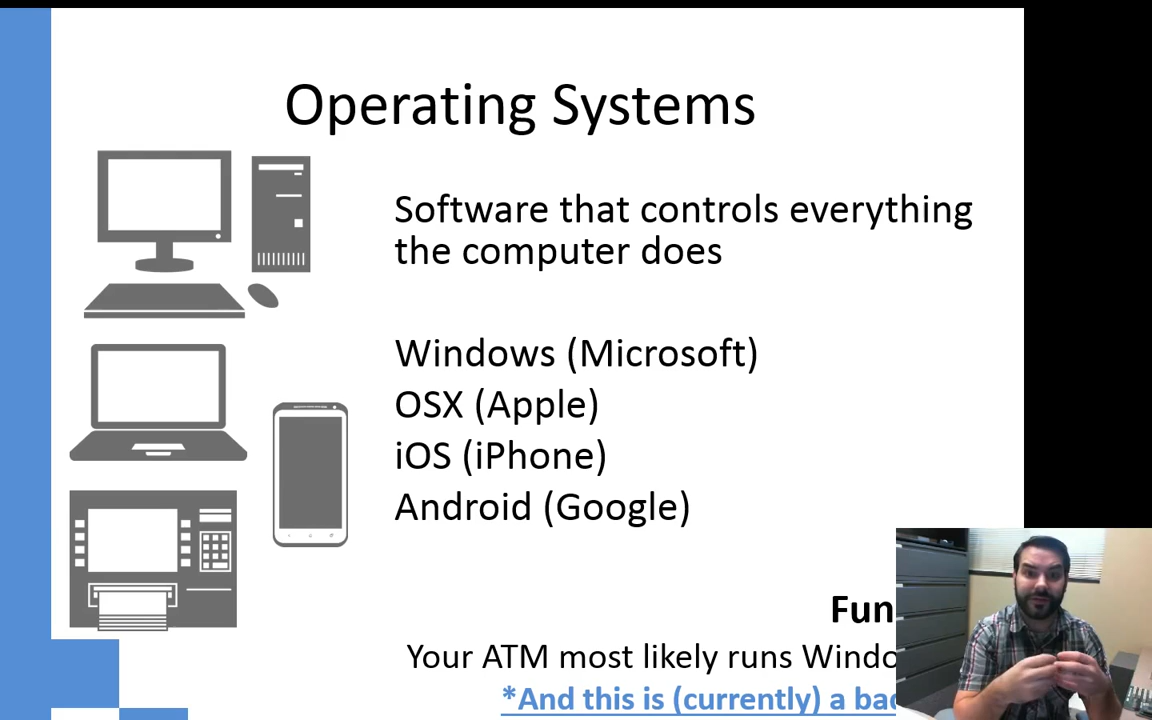 Operating Systems
Software that controls everything
the computer does
Windows (Microsoft)
OSX (Apple)
iOS (iPhone)
Android (Google)
Fun
Your ATM most likely runs
*And this is (currently) a